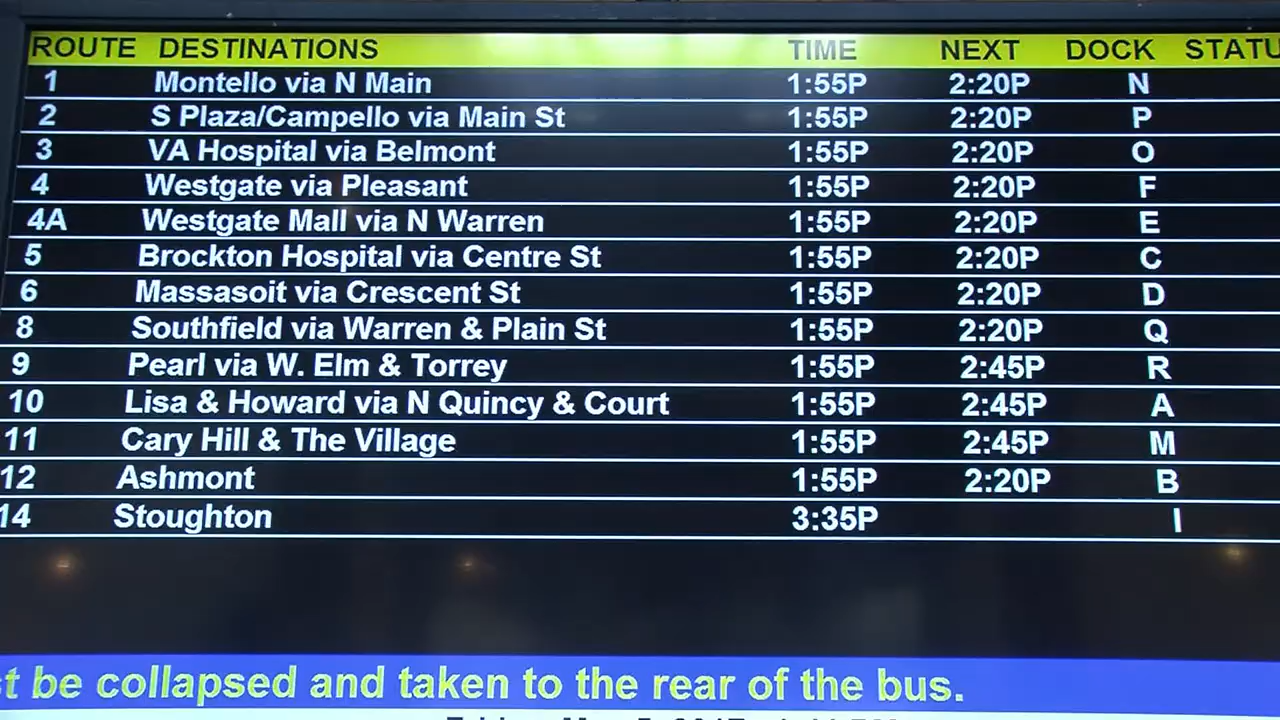 ROUTE DESTINATIONS TIME NEXT DOCK STATU
1 Montello via N Main 1:55P 2:20P N
2 S Plaza/Campello via Main St 1:55P 2:20P P
3 VA Hospital via Belmont 1:55P 2:20P O
4 Westgate via Pleasant 1:55P 2:20P F
4A Westgate Mall via N Warren 1:55P 2:20P E
5 Brockton Hospital via Centre St 1:55P 2:20P C
6 Massasoit via Crescent St 1:55P 2:20P D
8 Southfield via Warren & Plain St 1:55P 2:20P Q
9 Pearl via W. Elm & Torrey 1:55P 2:45P R
10 Lisa & Howard via N Quincy & Court 1:55P 2:45P A
11 Cary Hill & The Village 1:55P 2:45P M
12 Ashmont 1:55P 2:20P B
14 Stoughton 3:35P I
t be collapsed and taken to the rear of the bus.